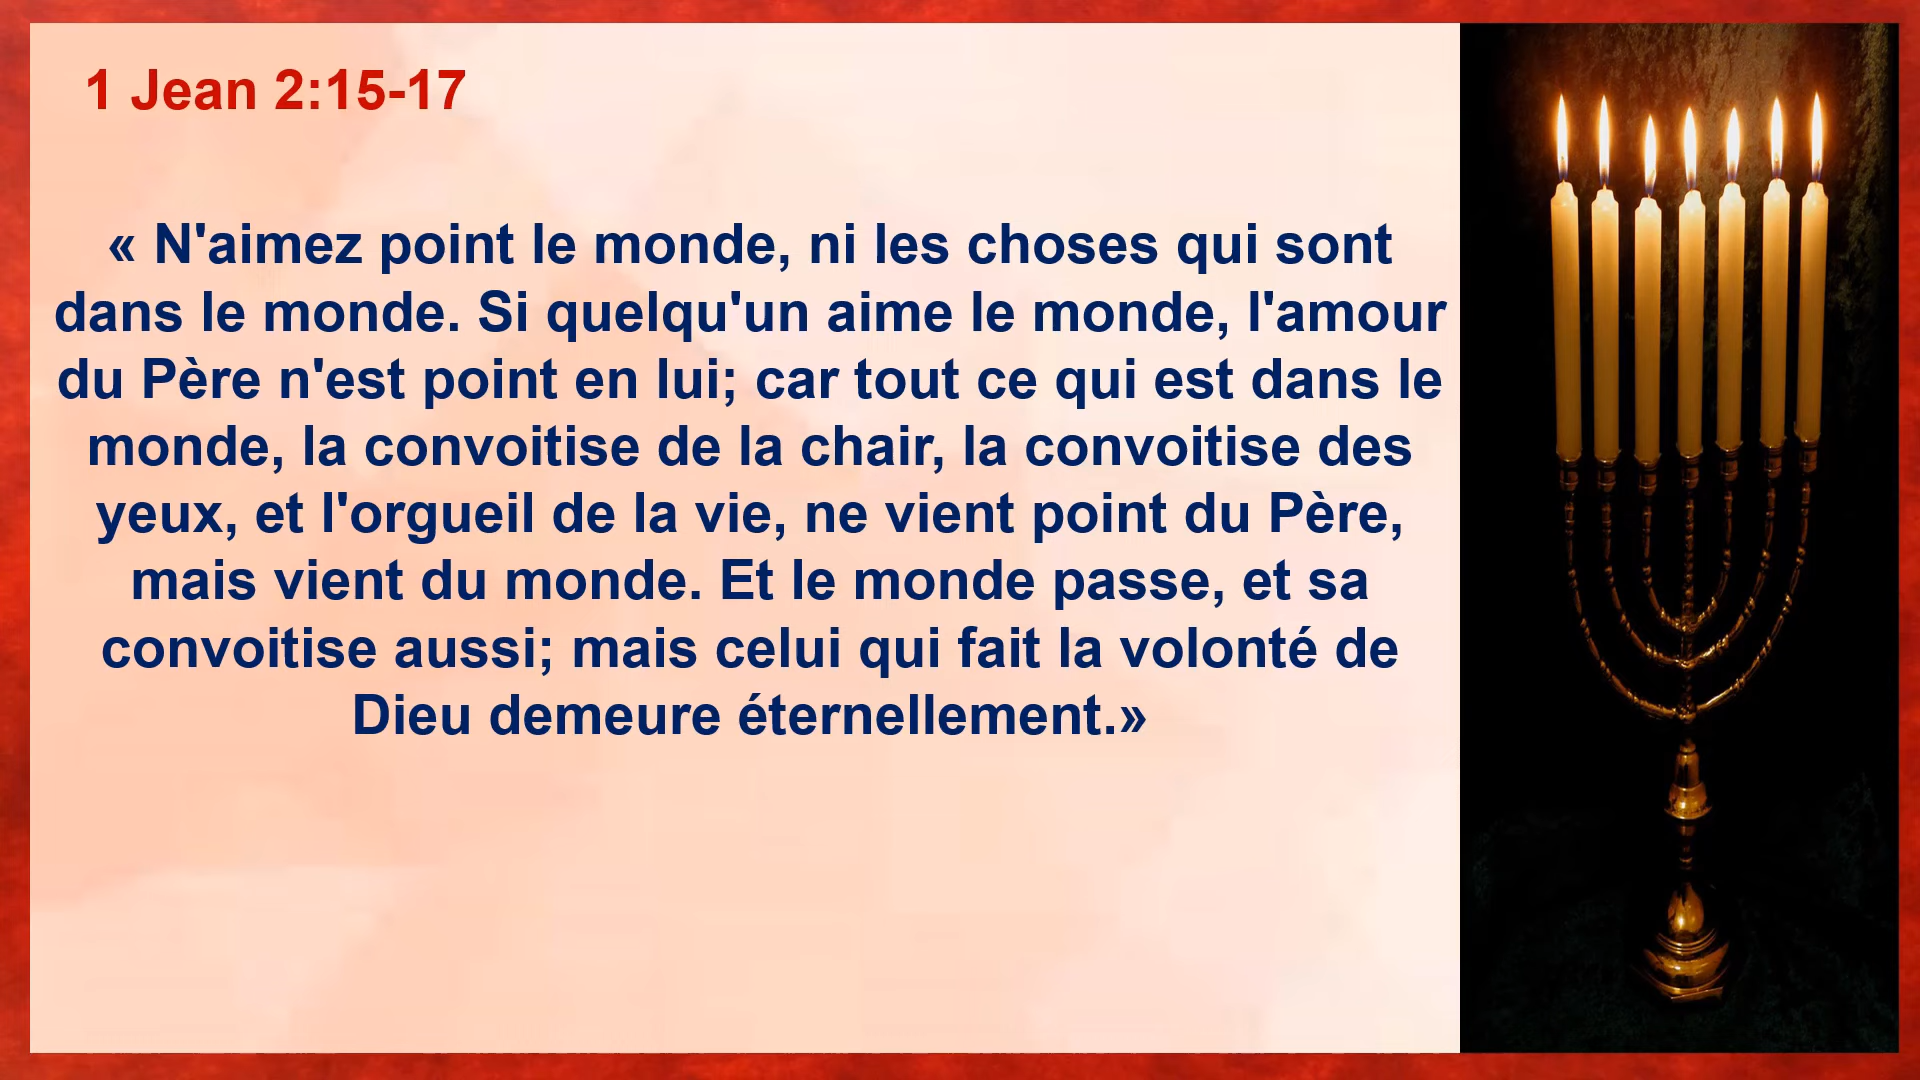 1 Jean 2:15-17
« N'aimez point le monde, ni les choses qui sont
dans le monde. Si quelqu'un aime le monde, l'amour
du Père n'est point en lui; car tout ce qui est dans le
monde, la convoitise de la chair, la convoitise des
yeux, et l'orgueil de la vie, ne vient point du Père,
mais vient du monde. Et le monde passe, et sa
convoitise aussi; mais celui qui fait la volonté de
Dieu demeure éternellement.»